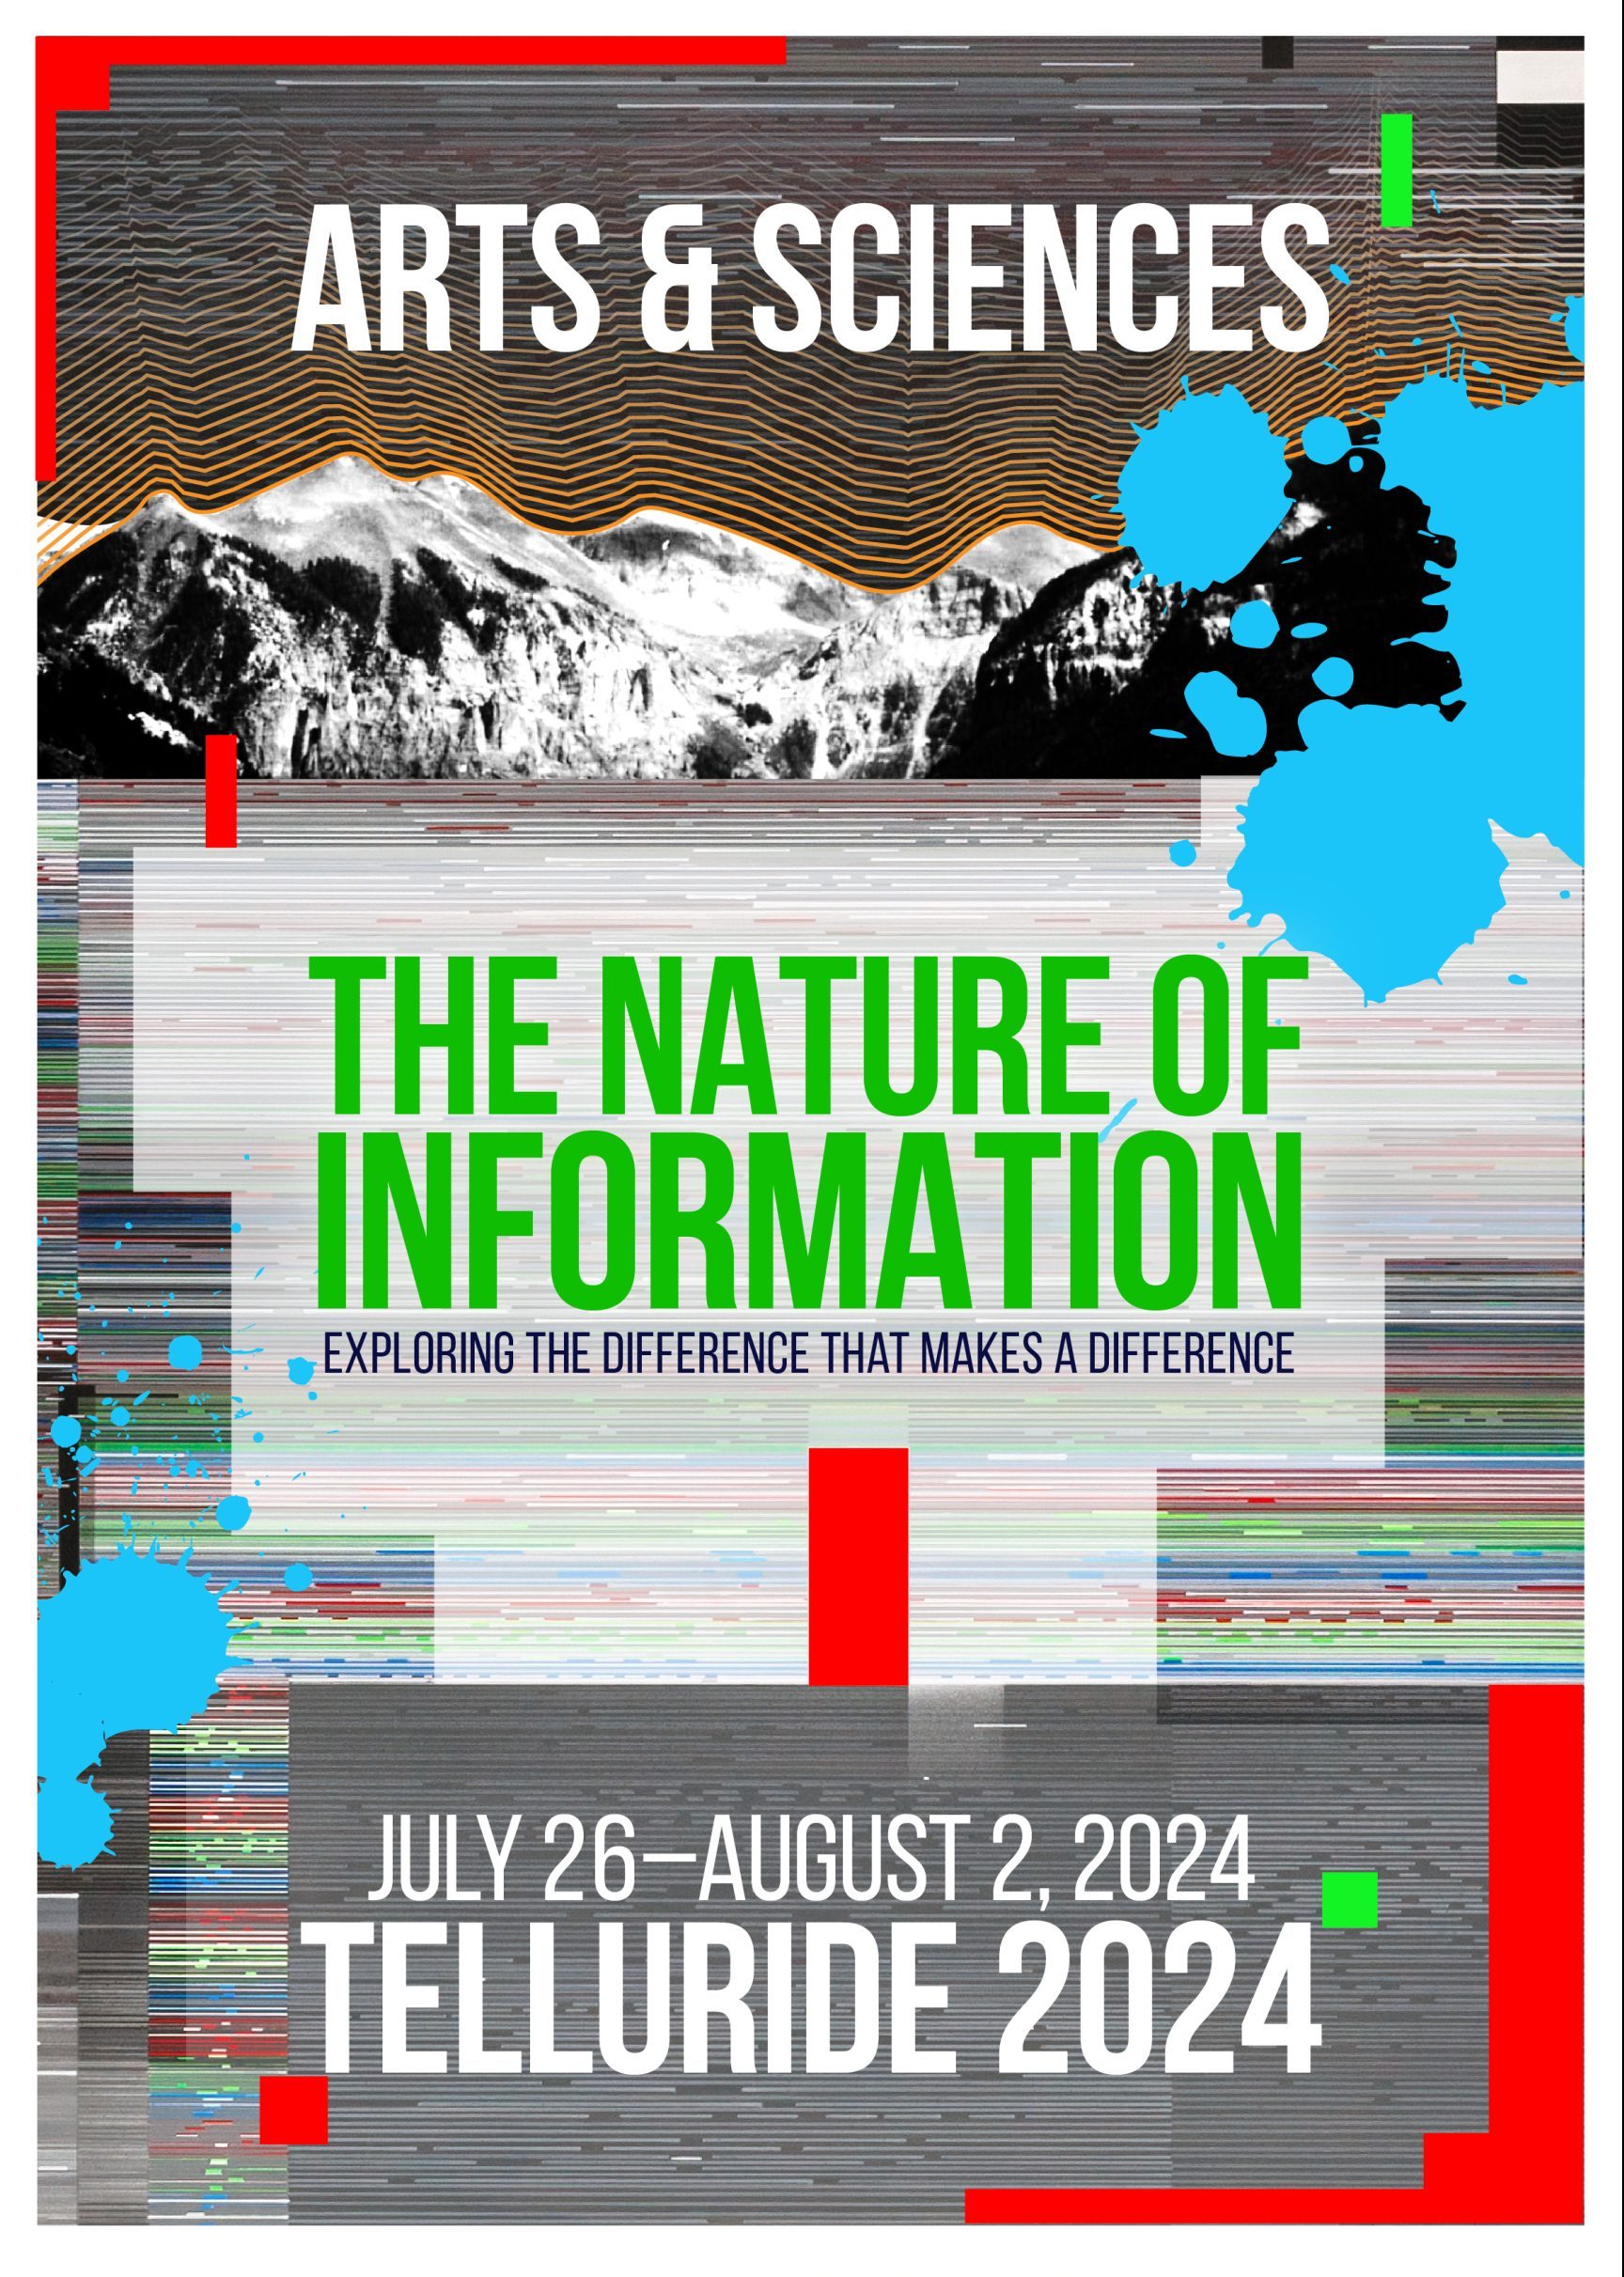 ARTS & SCIENCES
THE NATURE OF
INFORMATION
EXPLORING THE DIFFERENCE THAT MAKES A DIFFERENCE
JULY 26–AUGUST 2, 2024
TELLURIDE 2024